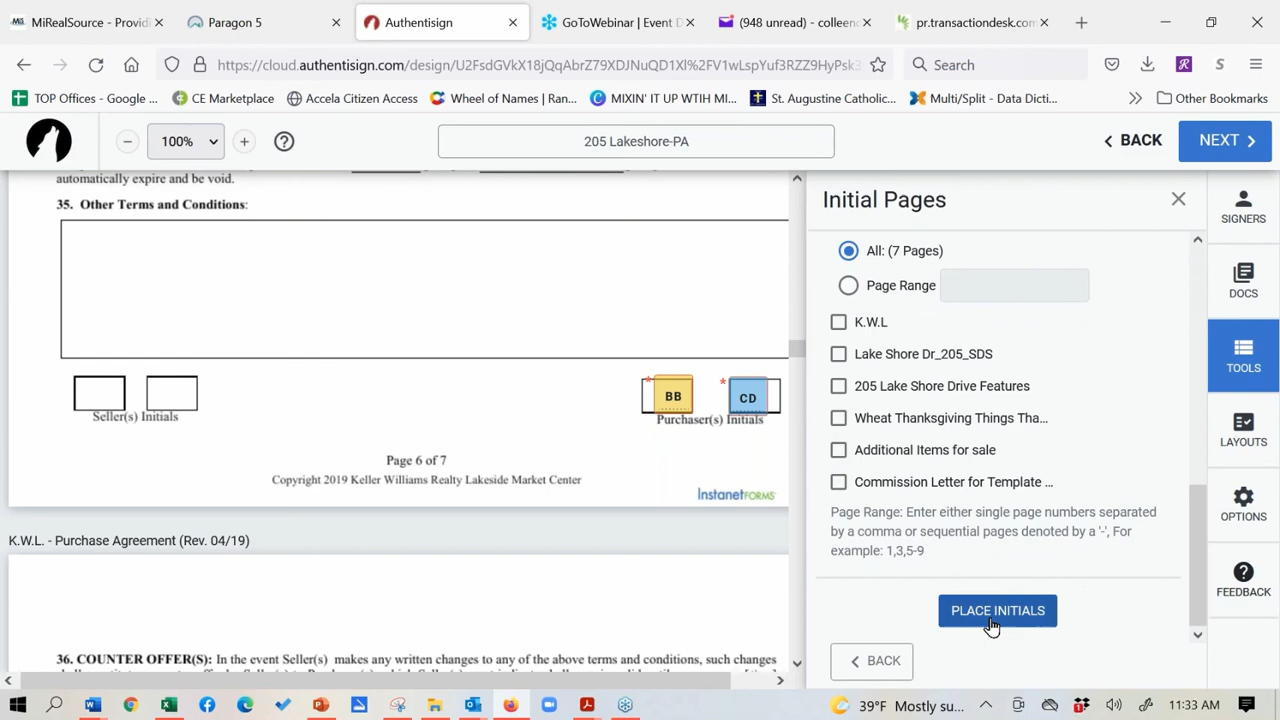 MiRealSource - Providi
Paragon 5
Authentisign
GoToWebinar | Event D
(948 unread) - colleenc
pr.transactiondesk.com/
https://cloud.authentisign.com/design/
Search
TOP Offices - Google ...
CE Marketplace
Accela Citizen Access
Wheel of Names | Ran...
MIXIN' IT UP WTIH MI...
St. Augustine Catholic...
Multi/Split - Data Dicti...
Other Bookmarks
100%
205 Lakeshore-PA
BACK
NEXT
automatically expire and be void.
35. Other Terms and Conditions:
* BB
* CD
Seller(s) Initials
Purchaser(s) Initials
Page 6 of 7
Copyright 2019 Keller Williams Realty Lakeside Market Center
InstanetFORMS
K.W.L. - Purchase Agreement (Rev. 04/19)
36. COUNTER OFFER(S): In the event Seller(s) makes any written changes to any of the above terms and conditions, such changes
Initial Pages
All: (7 Pages)
Page Range
K.W.L
Lake Shore Dr_205_SDS
205 Lake Shore Drive Features
Wheat Thanksgiving Things Tha...
Additional Items for sale
Commission Letter for Template ...
Page Range: Enter either single page numbers separated
by a comma or sequential pages denoted by a '-', For
example: 1,3,5-9
PLACE INITIALS
BACK
SIGNERS
DOCS
TOOLS
LAYOUTS
OPTIONS
FEEDBACK
39°F Mostly su...
11:33 AM